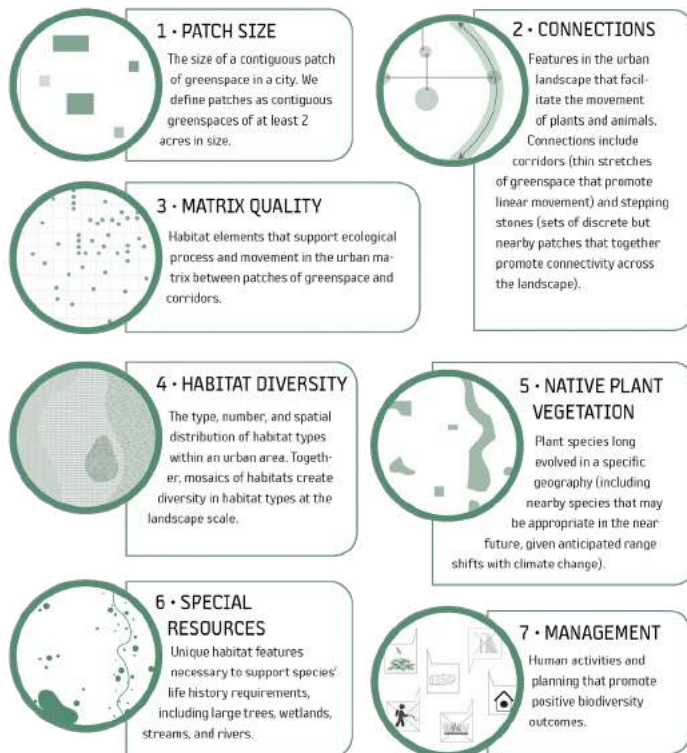 1 · PATCH SIZE
The size of a contiguous patch
of greenspace in a city. We
define patches as contiguous
greenspaces of at least 2
acres in size.
2 · CONNECTIONS
Features in the urban
landscape that facil-
itate the movement
of plants and animals.
Connections include
corridors (thin stretches
of greenspace that promote
linear movement) and stepping
stones (sets of discrete but
nearby patches that together
promote connectivity across
the landscape).
3 · MATRIX QUALITY
Habitat elements that support ecological
process and movement in the urban ma-
trix between patches of greenspace and
corridors.
4 · HABITAT DIVERSITY
The type, number, and spatial
distribution of habitat types
within an urban area. Togeth-
er, mosaics of habitats create
diversity in habitat types at the
landscape scale.
5 · NATIVE PLANT
VEGETATION
Plant species long
evolved in a specific
geography (including
nearby species that may
be appropriate in the near
future, given anticipated range
shifts with climate change).
6 · SPECIAL
RESOURCES
Unique habitat features
necessary to support species'
life history requirements,
including large trees, wetlands,
streams, and rivers.
7 · MANAGEMENT
Human activities and
planning that promote
positive biodiversity
outcomes.